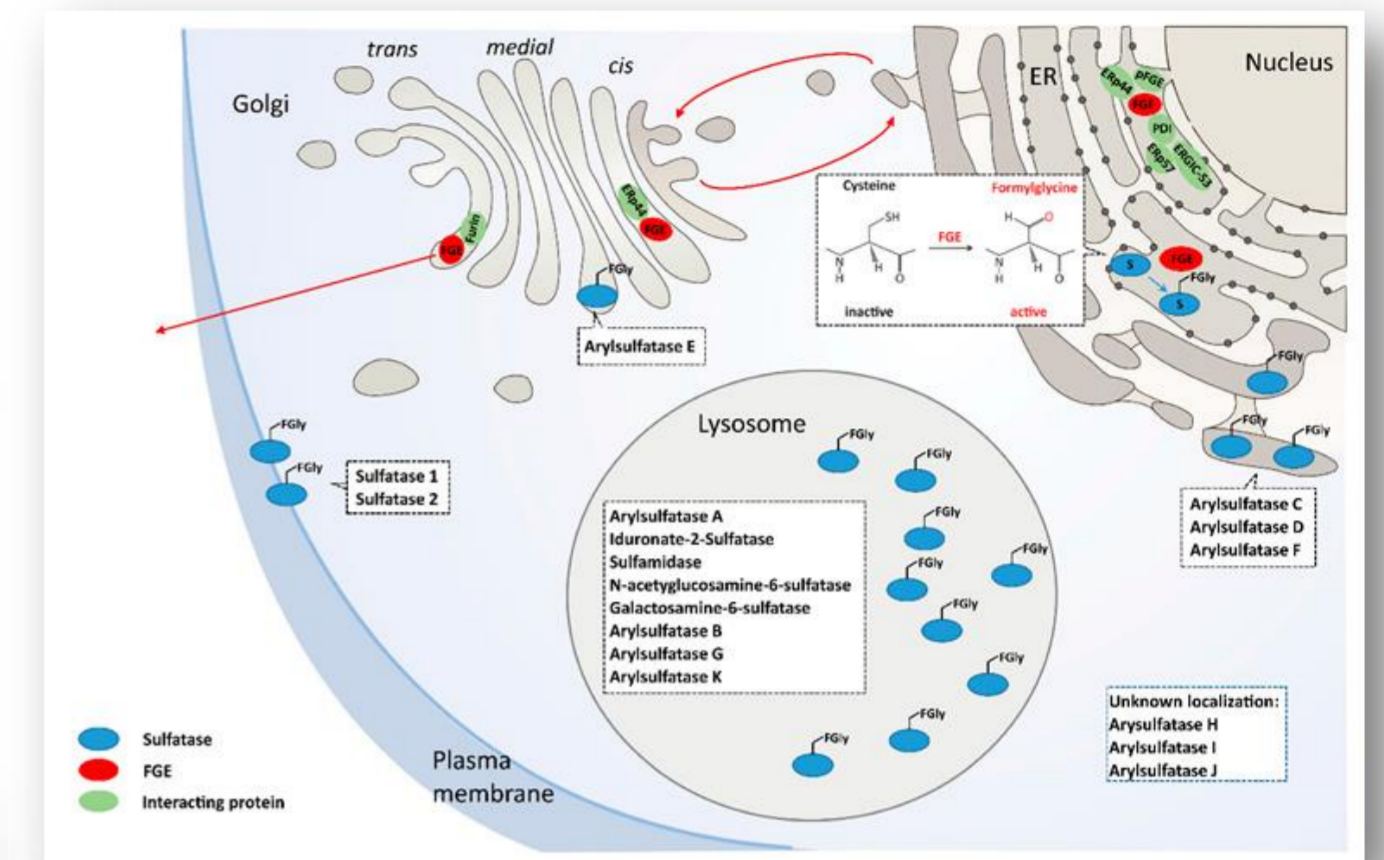 trans
medial
cis
Golgi
ER
Nucleus
ERp44
pFGE
FGE
PDI
ERp57
ERGIC-53
ERp44
FGE
Furin
FGE
Cysteine
Formylglycine
SH
H
O
FGE
N
H
H
O
N
H
H
O
inactive
active
S
FGE
FGly
S
FGly
Arylsulfatase E
FGly
FGly
FGly
Arylsulfatase C
Arylsulfatase D
Arylsulfatase F
FGly
FGly
Sulfatase 1
Sulfatase 2
Lysosome
FGly
FGly
FGly
FGly
FGly
FGly
FGly
FGly
FGly
Arylsulfatase A
Iduronate-2-Sulfatase
Sulfamidase
N-acetyglucosamine-6-sulfatase
Galactosamine-6-sulfatase
Arylsulfatase B
Arylsulfatase G
Arylsulfatase K
Unknown localization:
Arysulfatase H
Arylsulfatase I
Arylsulfatase J
Sulfatase
FGE
Interacting protein
Plasma
membrane